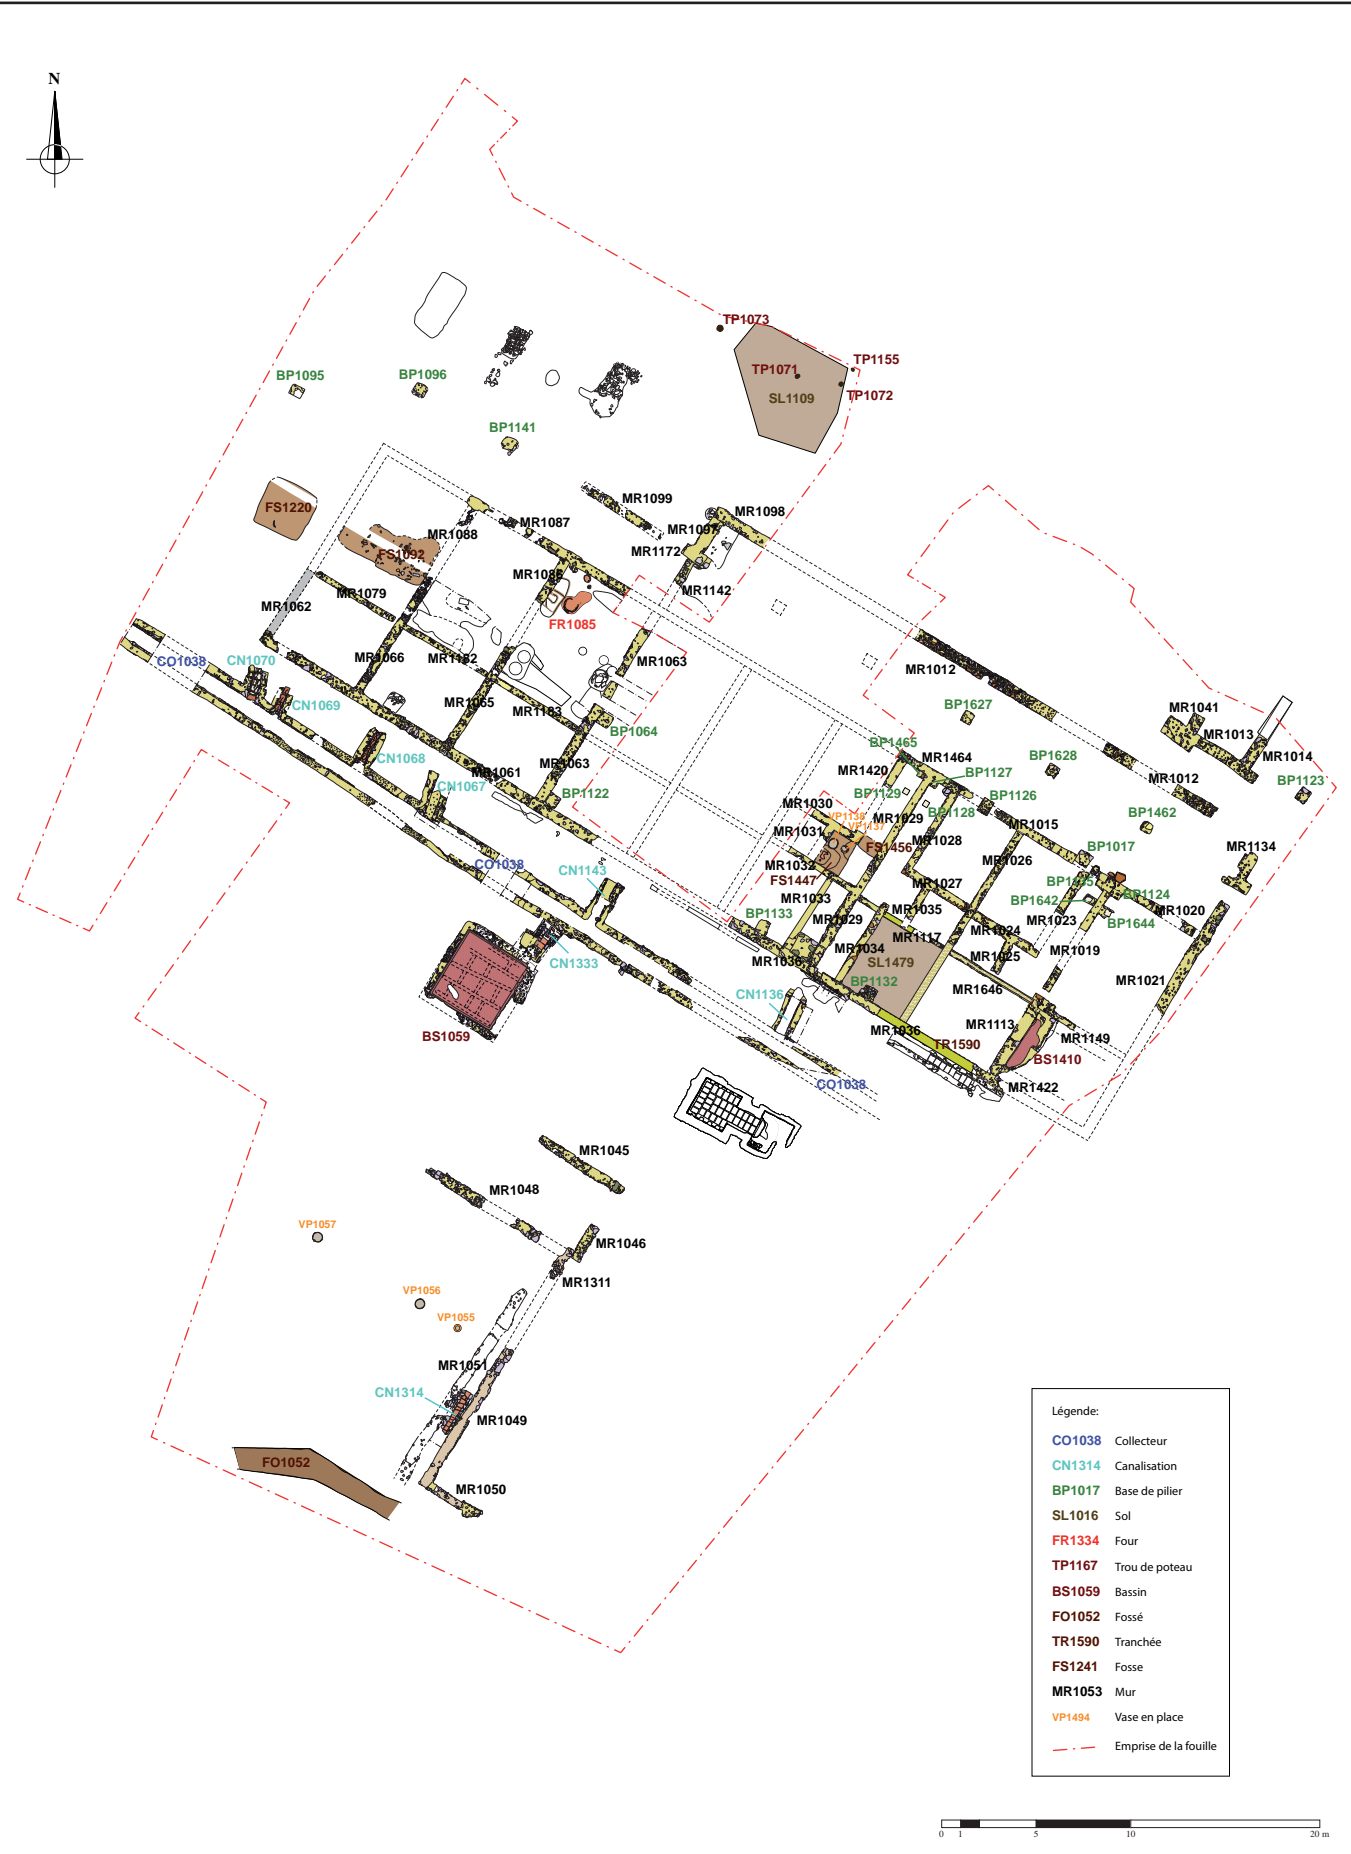 N
TP1073
TP1155
TP1071
TP1072
SL1109
BP1095
BP1096
BP1141
FS1220
MR1099
MR1098
MR1087
MR1088
MR1097
MR1172
FS1092
MR1086
MR1142
MR1079
MR1062
FR1085
CO1038
CN1070
MR1066
MR1182
MR1063
MR1012
CN1069
MR1065
MR1183
BP1627
MR1041
BP1064
MR1013
BP1465
MR1464
BP1628
MR1014
CN1068
MR1061
MR1063
MR1420
BP1127
MR1012
BP1123
CN1067
BP1122
BP1129
BP1126
MR1030
BP1128
BP1462
VP1138
VP1137
MR1029
MR1015
MR1031
MR1028
FS1456
BP1017
MR1134
CO1038
CN1143
MR1032
MR1026
FS1447
MR1027
MR1033
BP1642
BP1124
BP1133
MR1029
MR1035
MR1023
BP1644
MR1020
MR1117
MR1024
MR1034
MR1019
CN1333
MR1036
SL1479
MR1025
MR1021
BP1132
MR1646
CN1136
BS1059
MR1036
MR1113
TR1590
MR1149
BS1410
CO1038
MR1422
MR1045
MR1048
VP1057
MR1046
MR1311
VP1056
VP1055
MR1051
CN1314
MR1049
FO1052
MR1050
Légende:
CO1038 Collecteur
CN1314 Canalisation
BP1017 Base de pilier
SL1016 Sol
FR1334 Four
TP1167 Trou de poteau
BS1059 Bassin
FO1052 Fossé
TR1590 Tranchée
FS1241 Fosse
MR1053 Mur
VP1494 Vase en place
Emprise de la fouille
0 1 5 10 20 m